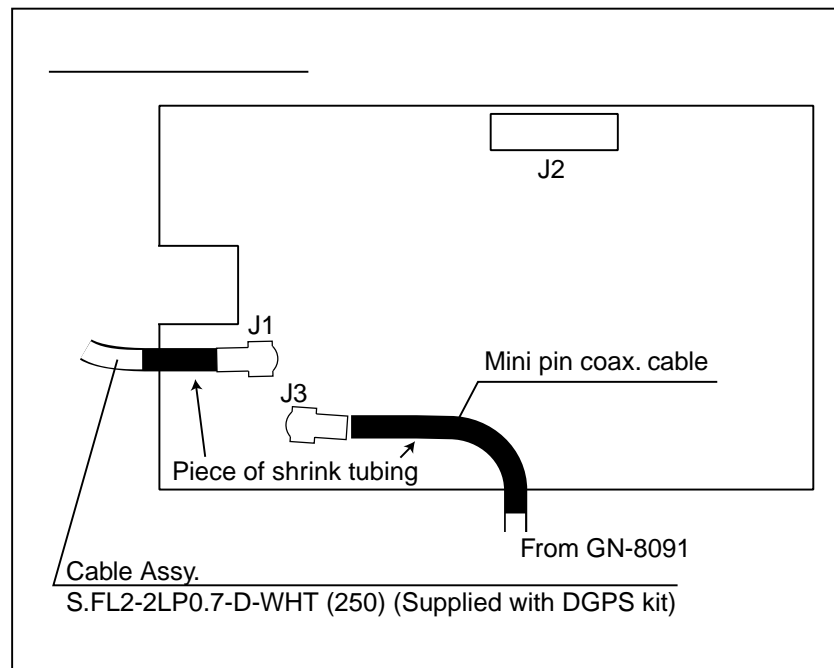 J2
J1
Mini pin coax. cable
J3
Piece of shrink tubing
From GN-8091
Cable Assy.
S.FL2-2LP0.7-D-WHT (250) (Supplied with DGPS kit)